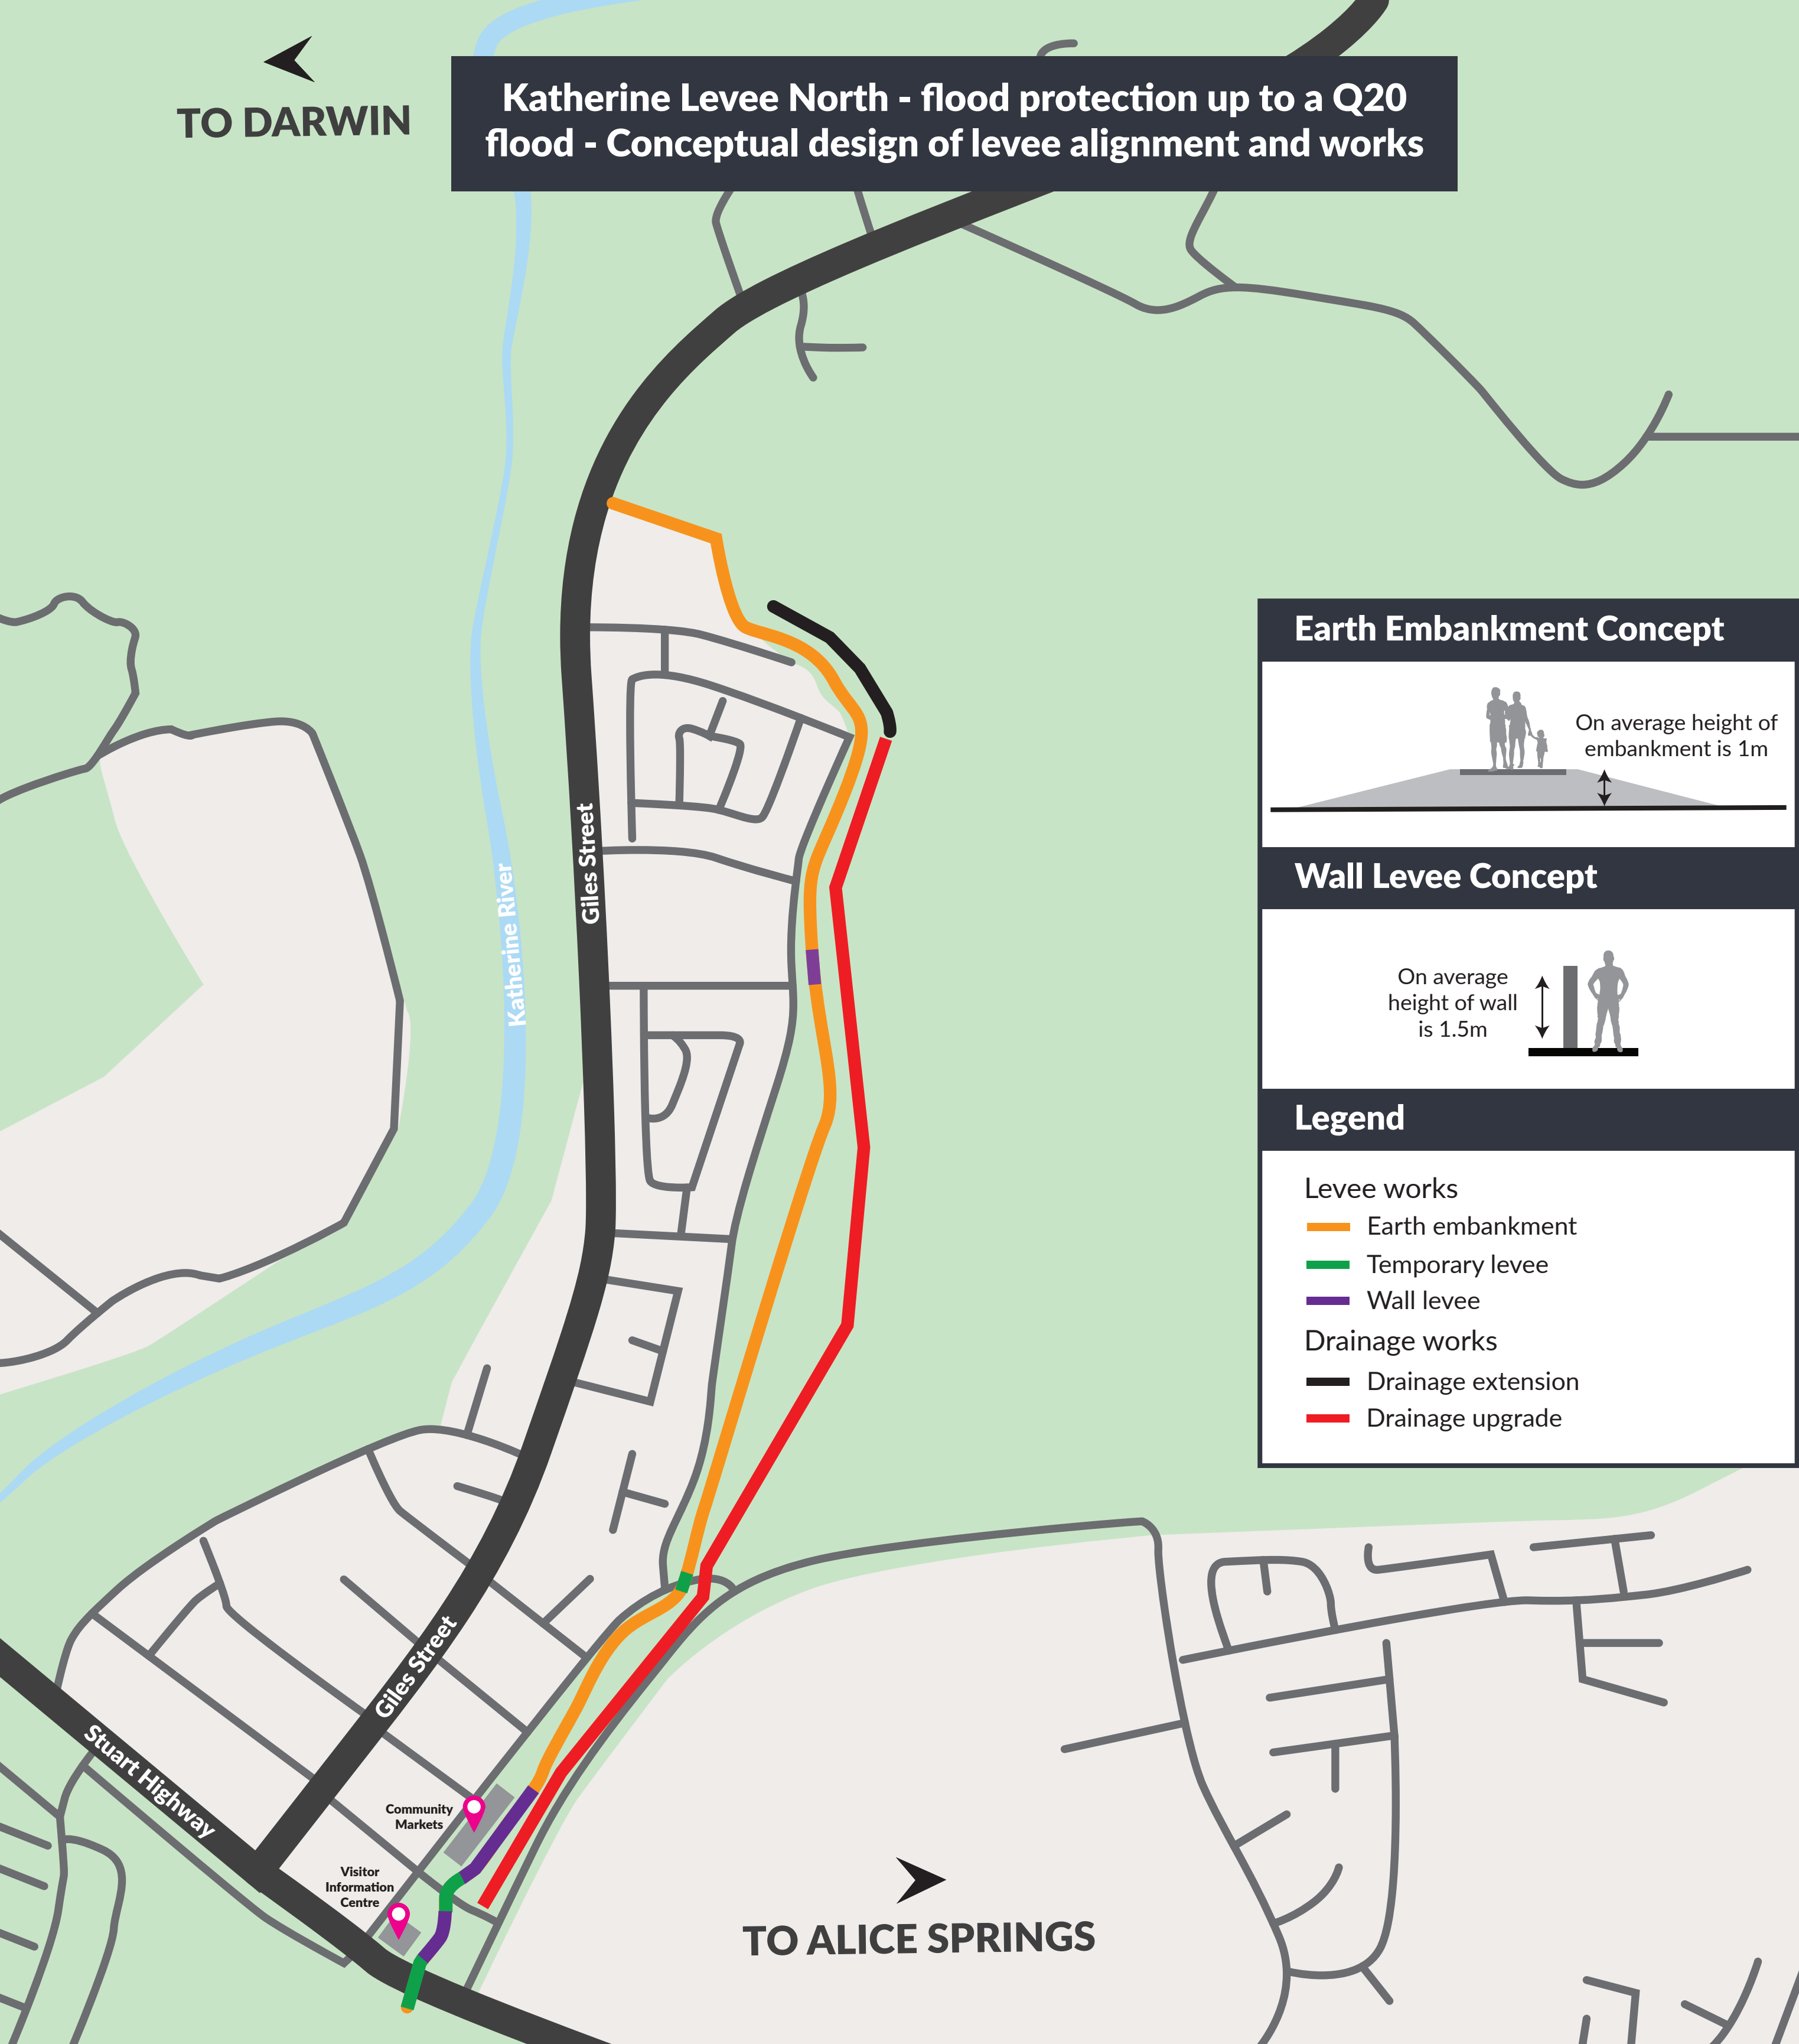 TO DARWIN
Katherine Levee North - flood protection up to a Q20
flood - Conceptual design of levee alignment and works
Earth Embankment Concept
On average height of
embankment is 1m
Wall Levee Concept
On average
height of wall
is 1.5m
Legend
Levee works
Earth embankment
Temporary levee
Wall levee
Drainage works
Drainage extension
Drainage upgrade
Giles Street
Katherine River
Giles Street
Stuart Highway
Community
Markets
Visitor
Information
Centre
TO ALICE SPRINGS